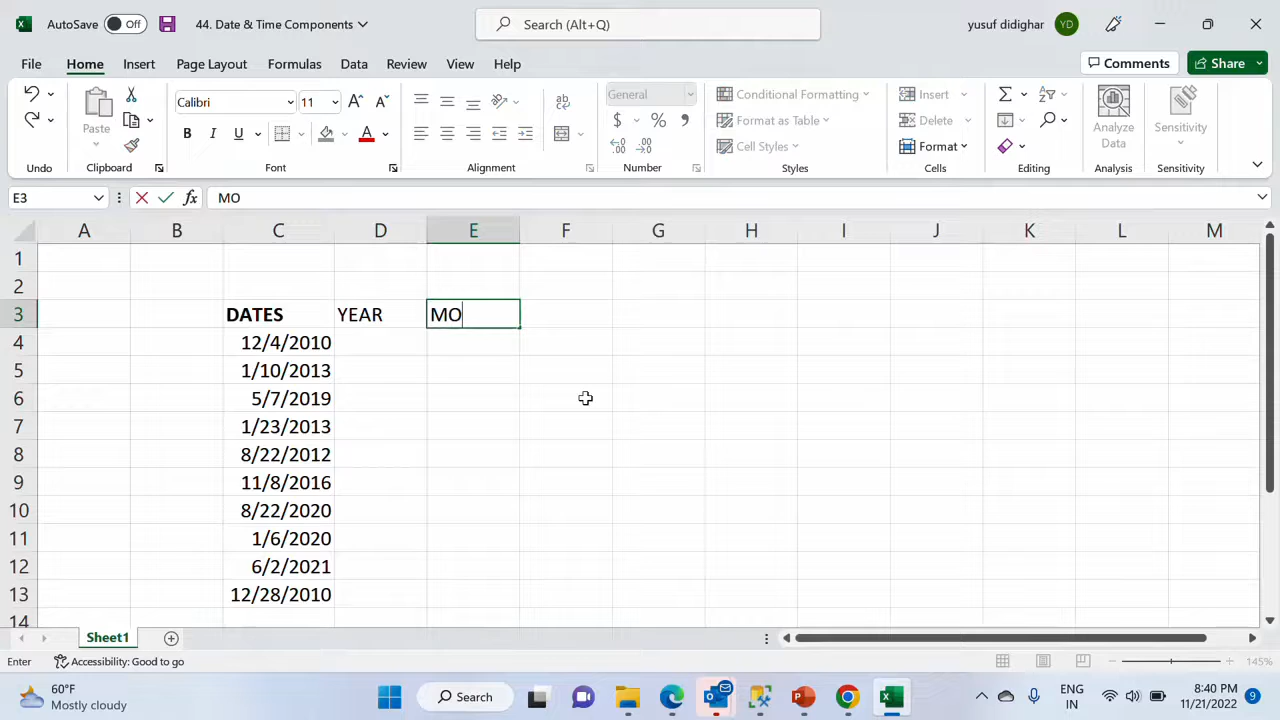 AutoSave Off 44. Date & Time Components Search (Alt+Q) yusuf didighar YD
File Home Insert Page Layout Formulas Data Review View Help Comments Share
Calibri 11 General Conditional Formatting Insert
Paste Format as Table Delete Analyze Data Sensitivity
B I U $ % Cell Styles Format
Undo Clipboard Font Alignment Number Styles Cells Editing Analysis Sensitivity
E3 fx MO
A B C D E F G H I J K L M
1
2
3 DATES YEAR MO
4 12/4/2010
5 1/10/2013
6 5/7/2019
7 1/23/2013
8 8/22/2012
9 11/8/2016
10 8/22/2020
11 1/6/2020
12 6/2/2021
13 12/28/2010
14
Sheet1
Enter Accessibility: Good to go 145%
60°F Mostly cloudy Search ENG IN 8:40 PM 11/21/2022 9